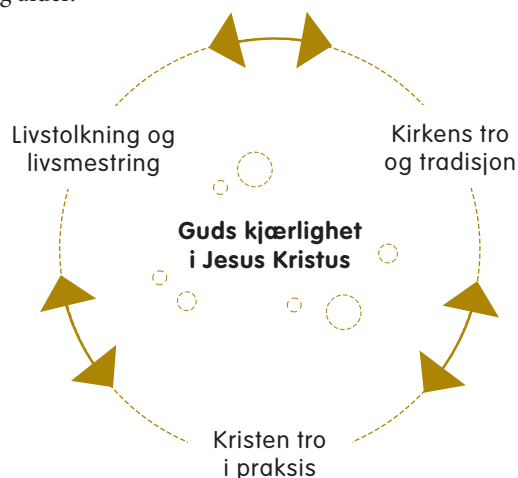 Livstolkning og
livsmestring
Kirkens tro
og tradisjon
Guds kjærlighet
i Jesus Kristus
Kristen tro
i praksis